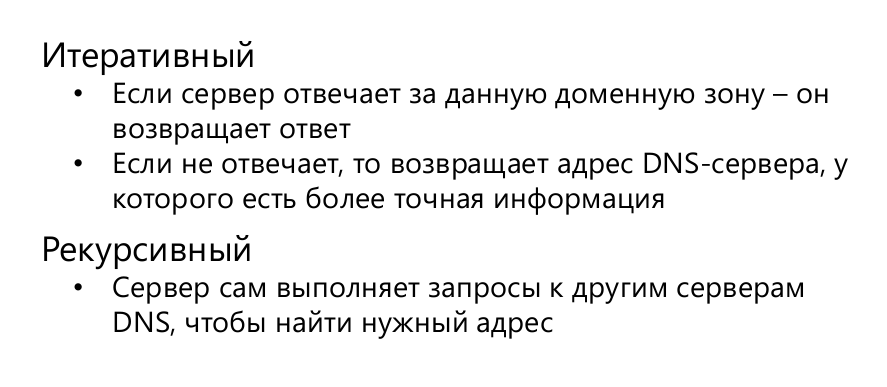 Итеративный
• Если сервер отвечает за данную доменную зону – он
возвращает ответ
• Если не отвечает, то возвращает адрес DNS-сервера, у
которого есть более точная информация
Рекурсивный
• Сервер сам выполняет запросы к другим серверам
DNS, чтобы найти нужный адрес